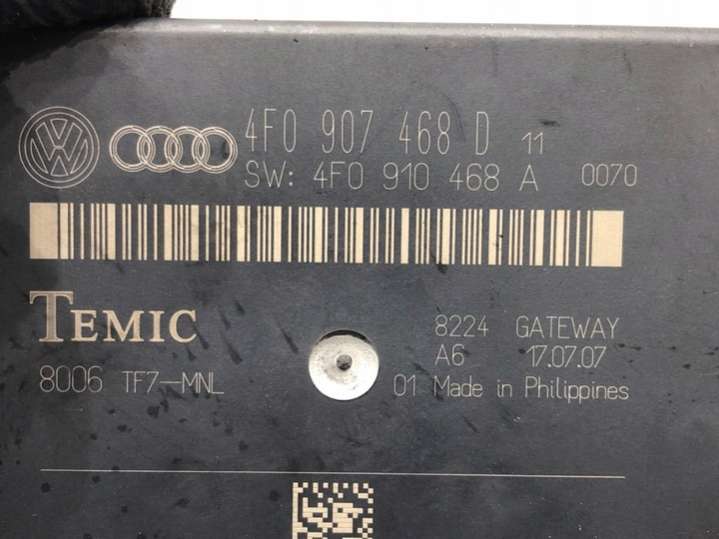 4F0 907 468 D 11
SW: 4F0 910 468 A 0070
TEMIC
8224 GATEWAY
A6 17.07.07
8006 TF7-MNL
01 Made in Philippines